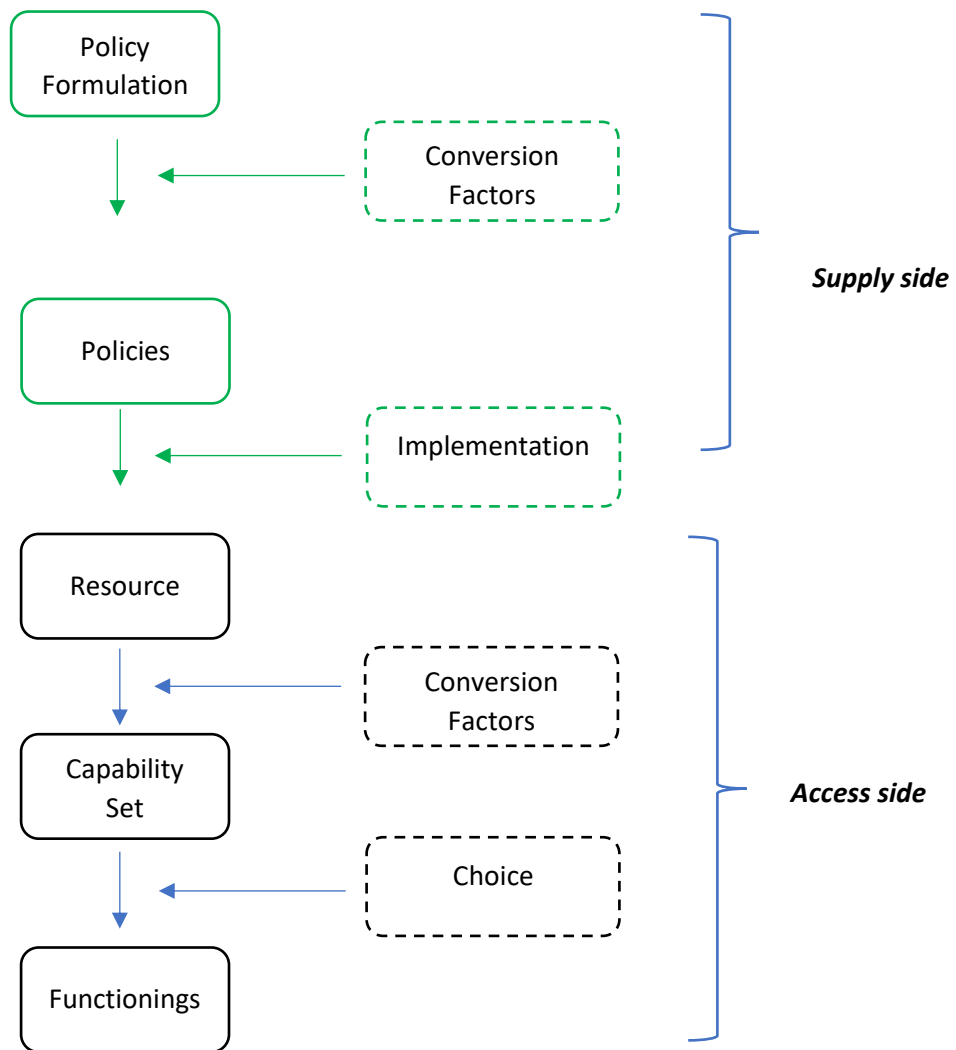 Policy
Formulation
Conversion
Factors
Supply side
Policies
Implementation
Resource
Conversion
Factors
Capability
Set
Access side
Choice
Functionings